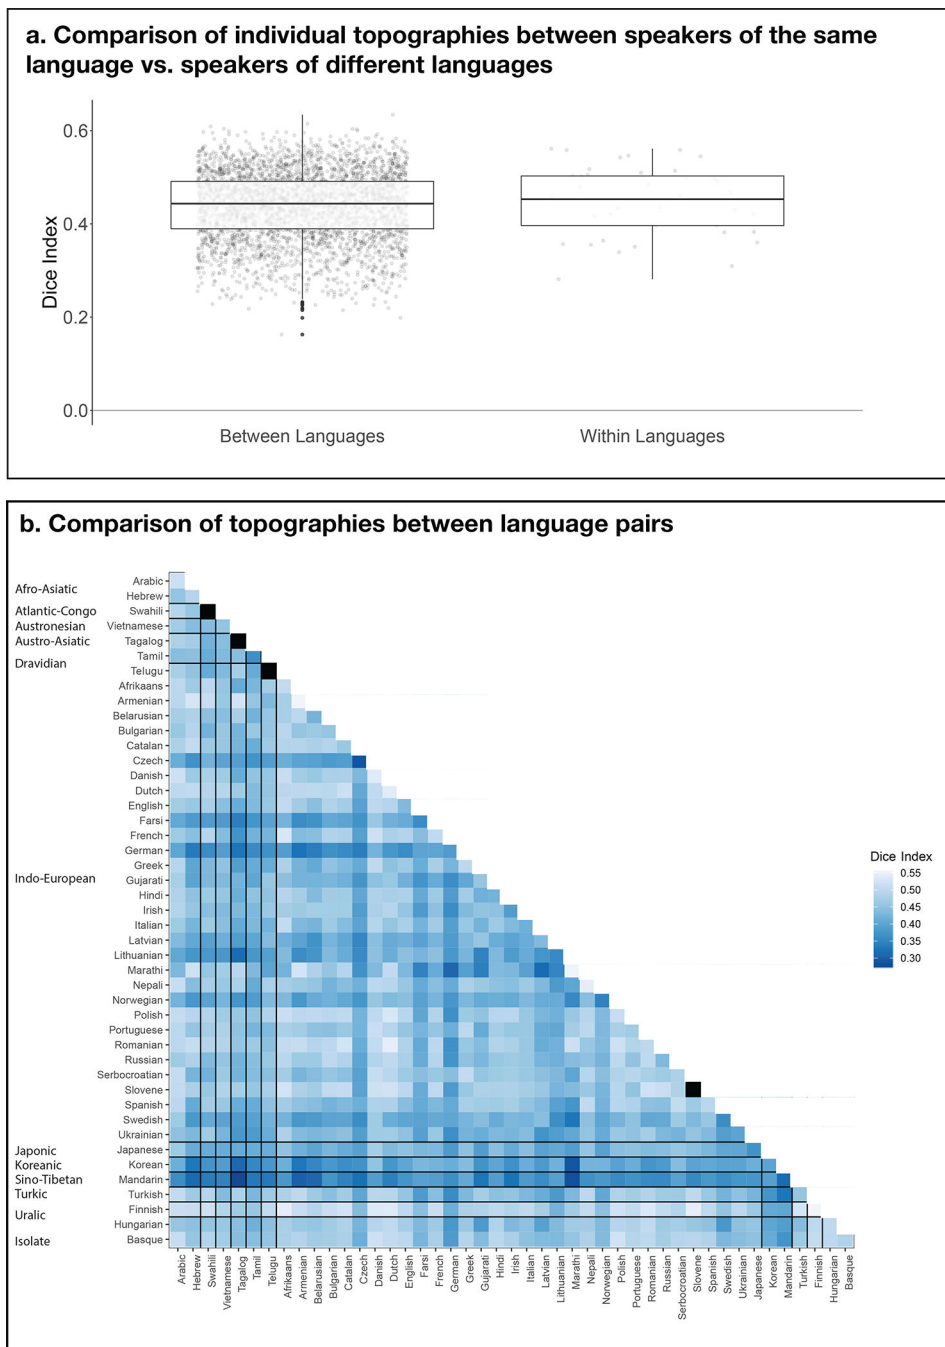 a. Comparison of individual topographies between speakers of the same
language vs. speakers of different languages
Dice Index
0.6
0.4
0.2
0.0
Between Languages
Within Languages
b. Comparison of topographies between language pairs
Afro-Asiatic
Atlantic-Congo
Austronesian
Austro-Asiatic
Dravidian
Indo-European
Japonic
Koreanic
Sino-Tibetan
Turkic
Uralic
Isolate
Arabic
Hebrew
Swahili
Vietnamese
Tagalog
Tamil
Telugu
Afrikaans
Armenian
Belarusian
Bulgarian
Catalan
Czech
Danish
Dutch
English
Farsi
French
German
Greek
Gujarati
Hindi
Irish
Italian
Latvian
Lithuanian
Marathi
Nepali
Norwegian
Polish
Portuguese
Romanian
Russian
Serbocroatian
Slovene
Spanish
Swedish
Ukrainian
Japanese
Korean
Mandarin
Turkish
Finnish
Hungarian
Basque
Dice Index
0.55
0.50
0.45
0.40
0.35
0.30
Arabic
Hebrew
Swahili
Vietnamese
Tagalog
Tamil
Telugu
Afrikaans
Armenian
Belarusian
Bulgarian
Catalan
Czech
Danish
Dutch
English
Farsi
French
German
Greek
Gujarati
Hindi
Irish
Italian
Latvian
Lithuanian
Marathi
Nepali
Norwegian
Polish
Portuguese
Romanian
Russian
Serbocroatian
Slovene
Spanish
Swedish
Ukrainian
Japanese
Korean
Mandarin
Turkish
Finnish
Hungarian
Basque